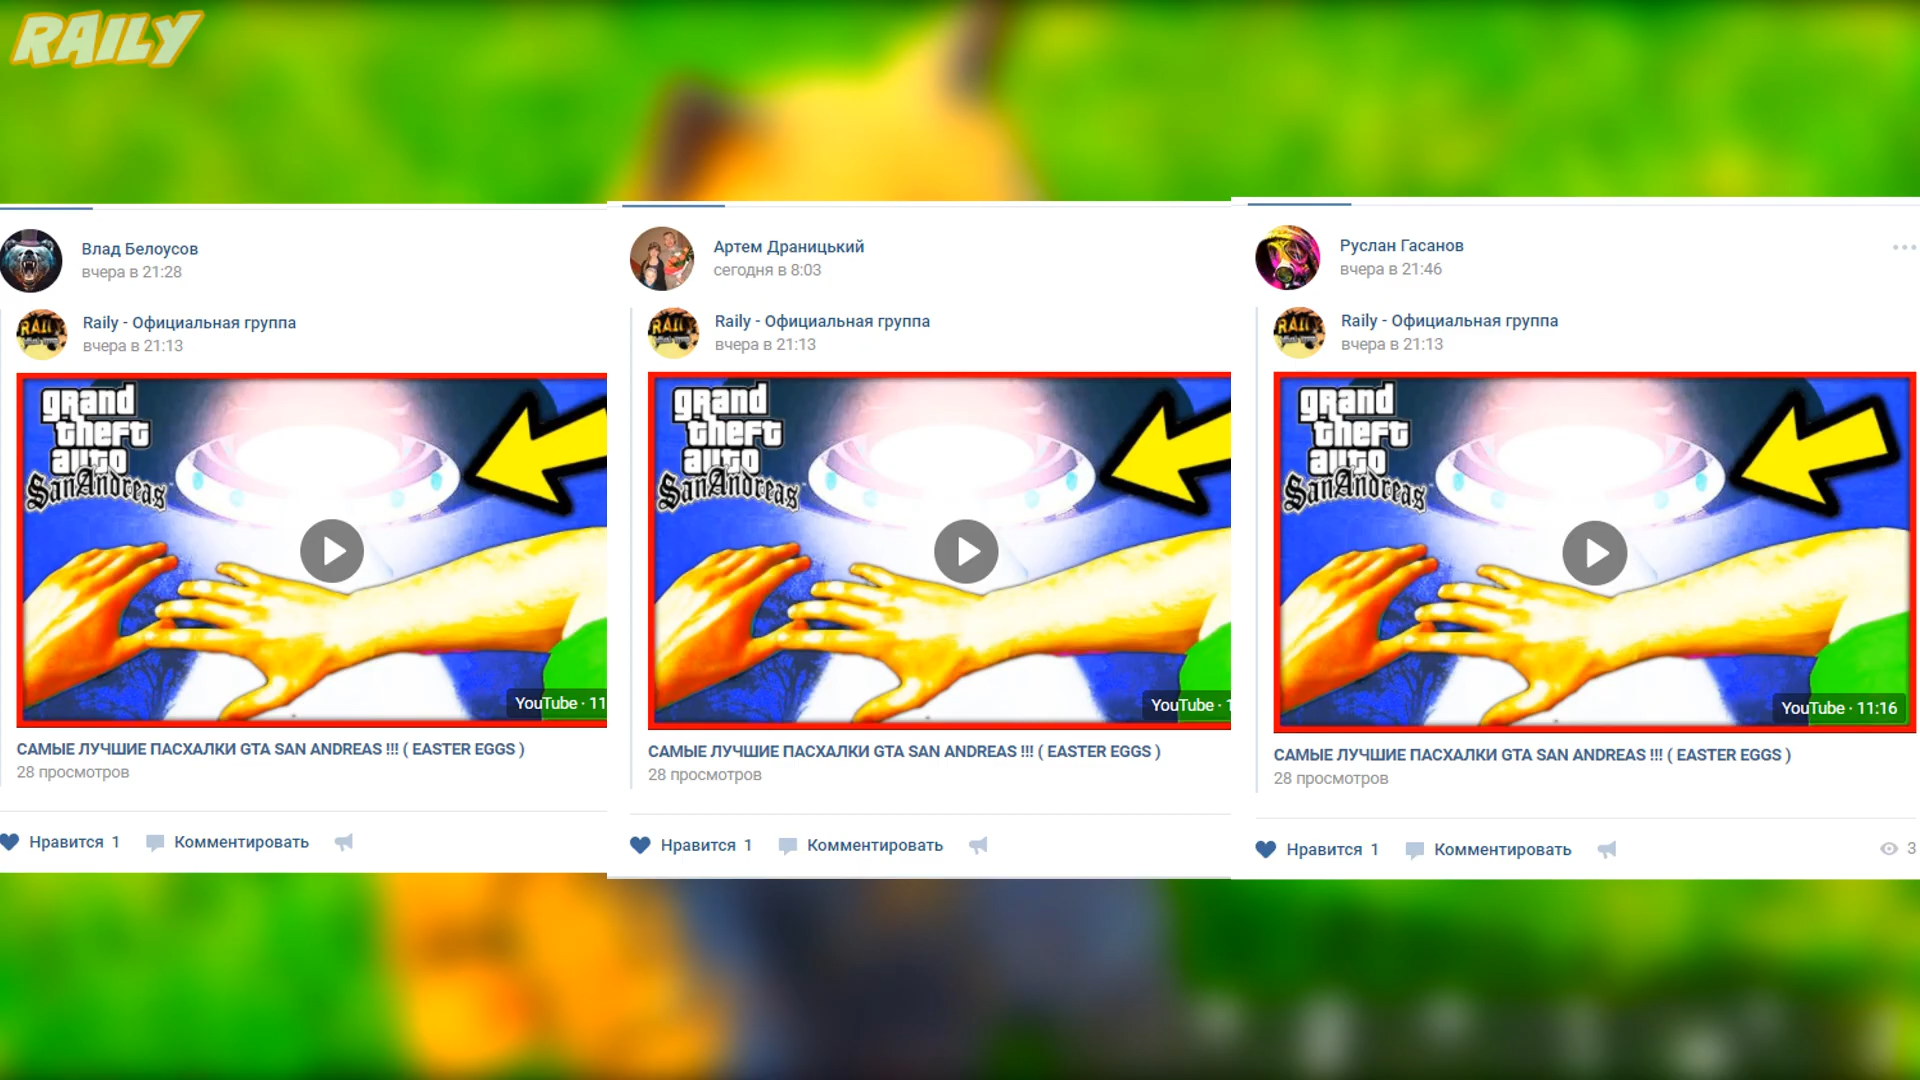 RAILY
Влад Белоусов
вчера в 21:28
Raily - Официальная группа
вчера в 21:13
grand
theft
auto
San Andreas
YouTube · 11
САМЫЕ ЛУЧШИЕ ПАСХАЛКИ GTA SAN ANDREAS !!! ( EASTER EGGS )
28 просмотров
Нравится 1 Комментировать
Артем Драницький
сегодня в 8:03
Raily - Официальная группа
вчера в 21:13
grand
theft
auto
San Andreas
YouTube · 1
САМЫЕ ЛУЧШИЕ ПАСХАЛКИ GTA SAN ANDREAS !!! ( EASTER EGGS )
28 просмотров
Нравится 1 Комментировать
Руслан Гасанов
вчера в 21:46
Raily - Официальная группа
вчера в 21:13
grand
theft
auto
San Andreas
YouTube · 11:16
САМЫЕ ЛУЧШИЕ ПАСХАЛКИ GTA SAN ANDREAS !!! ( EASTER EGGS )
28 просмотров
Нравится 1 Комментировать 3